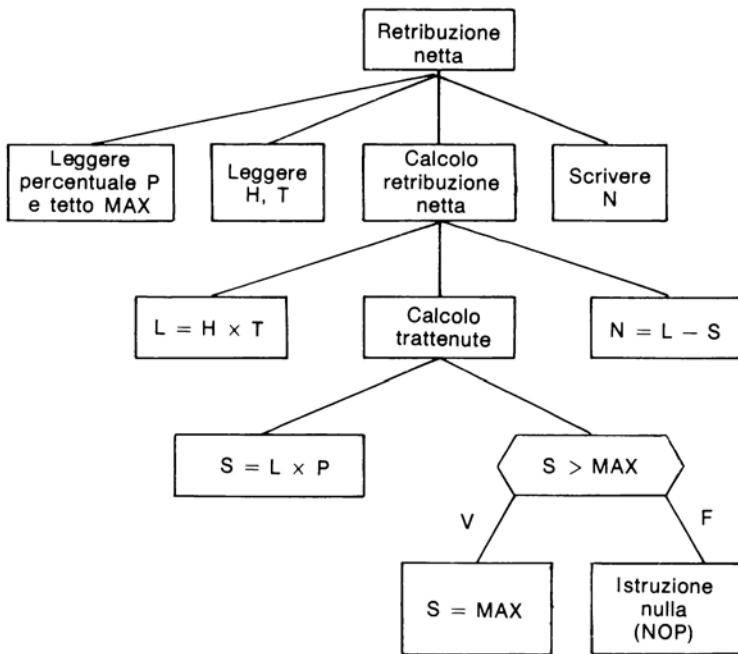 Retribuzione
netta
Leggere
percentuale P
e tetto MAX
Leggere
H, T
Calcolo
retribuzione
netta
Scrivere
N
L = H × T
Calcolo
trattenute
N = L − S
S = L × P
S > MAX
V
F
S = MAX
Istruzione
nulla
(NOP)